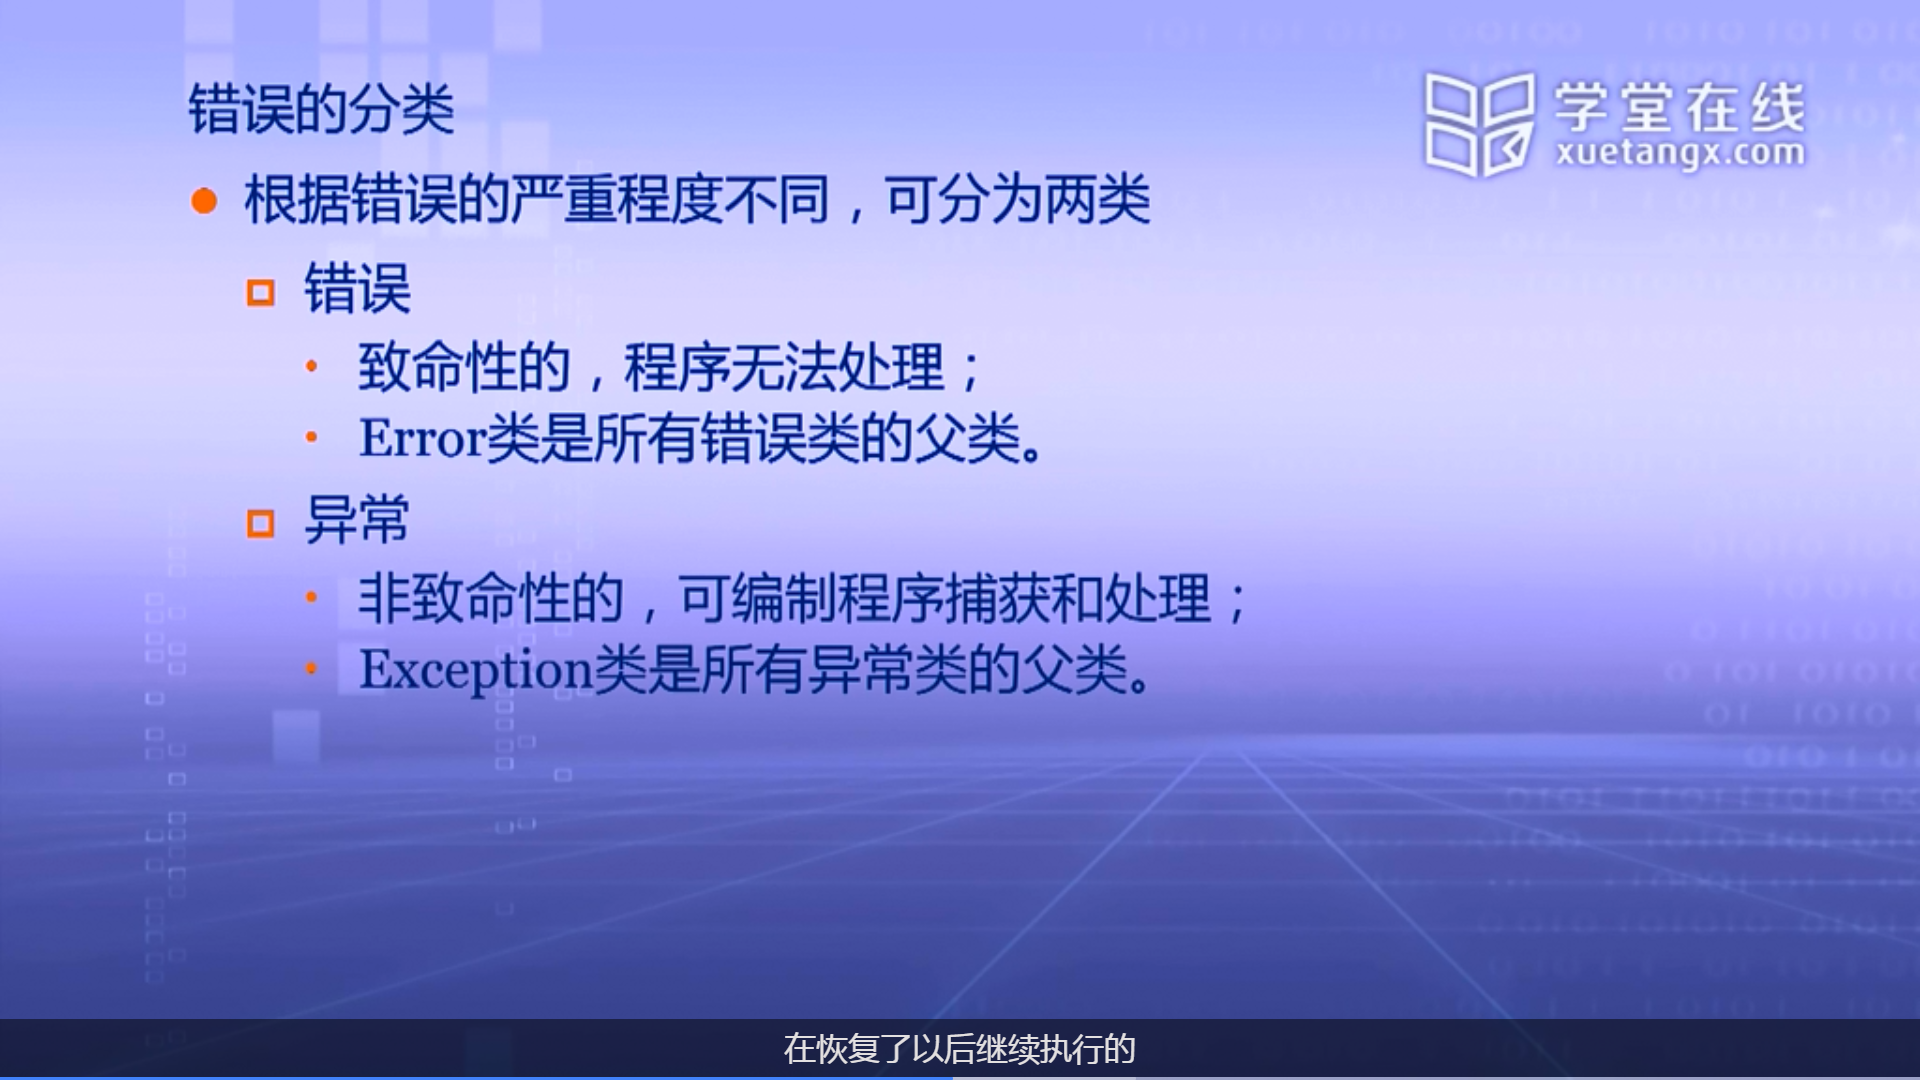 错误的分类
学堂在线
xuetangx.com
根据错误的严重程度不同，可分为两类
错误
致命性的，程序无法处理；
Error类是所有错误类的父类。
异常
非致命性的，可编制程序捕获和处理；
Exception类是所有异常类的父类。
在恢复了以后继续执行的